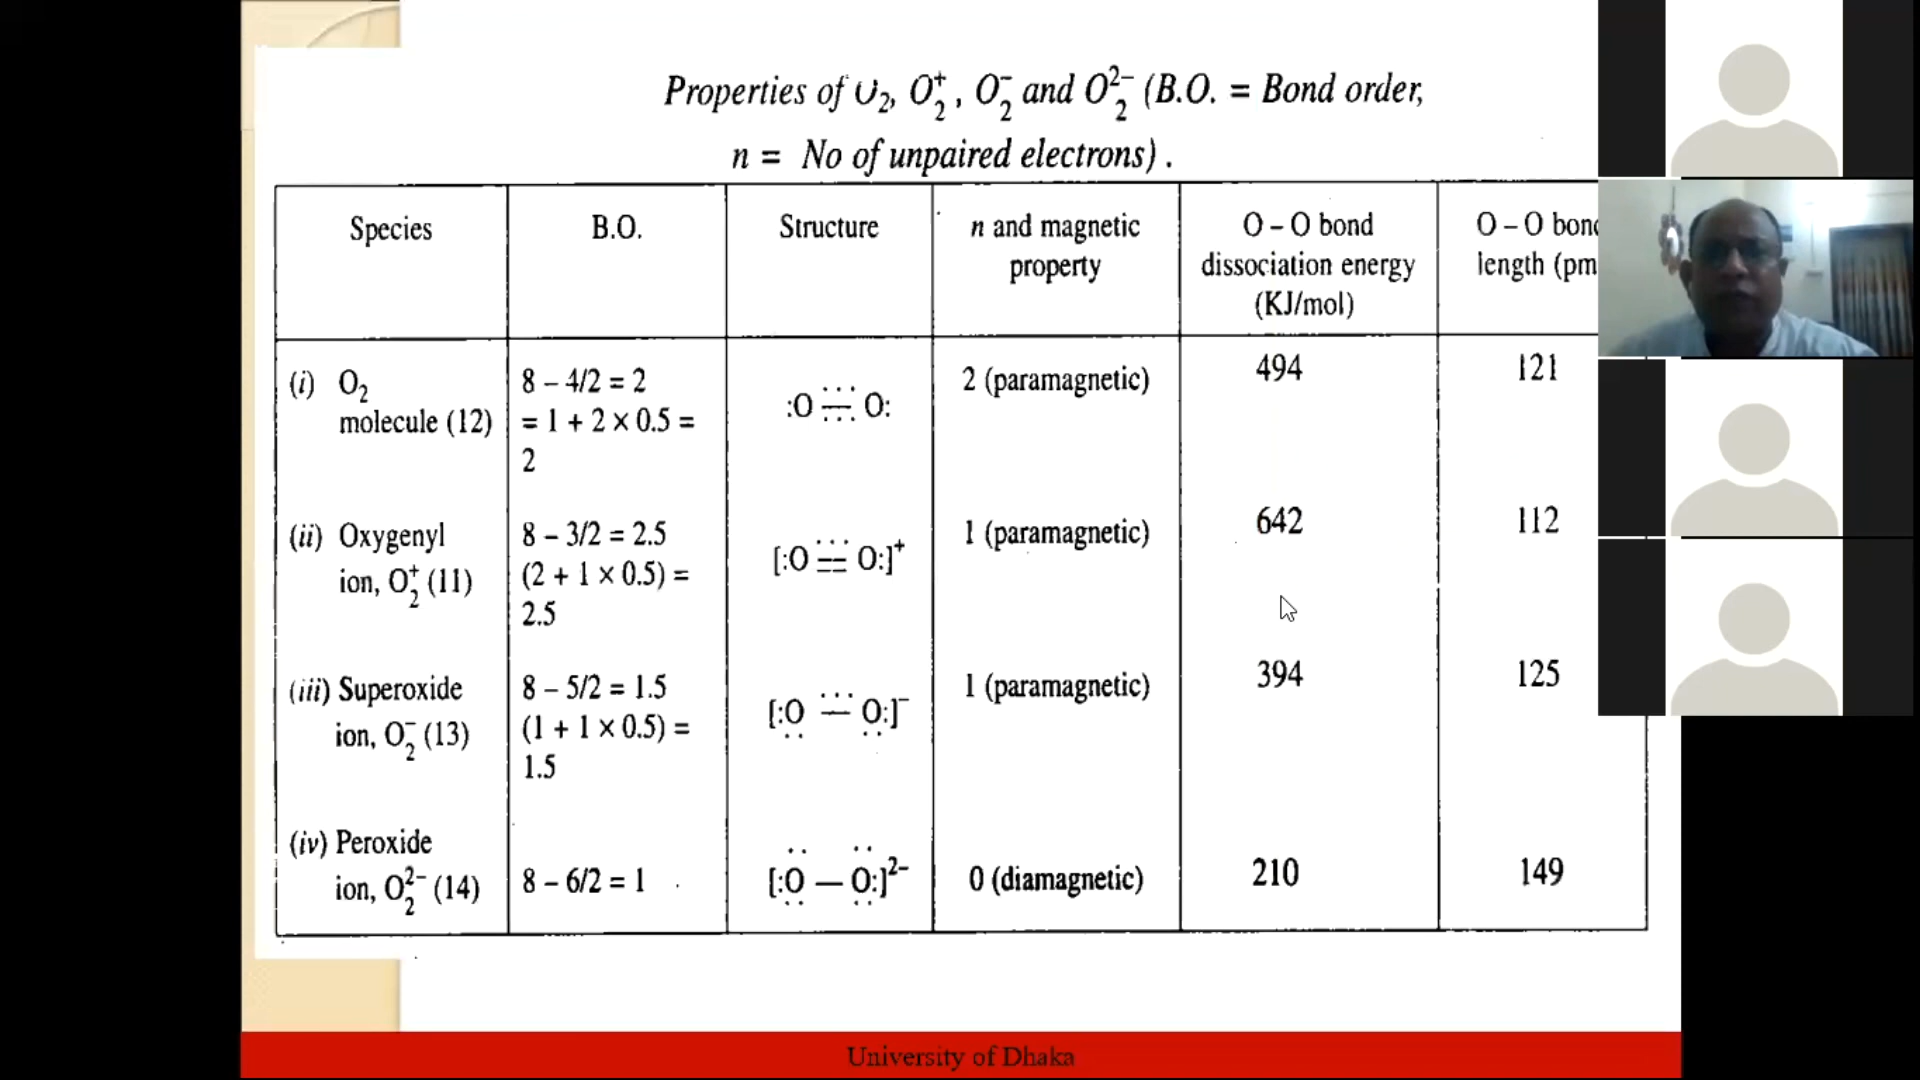 Properties of O₂, O₂⁺, O₂⁻ and O₂²⁻ (B.O. = Bond order,
n = No of unpaired electrons).
Species
B.O.
Structure
n and magnetic
property
O – O bond
dissociation energy
(KJ/mol)
O – O bond
length (pm
(i) O₂
molecule (12)
8 – 4/2 = 2
= 1 + 2 × 0.5 =
2
:O ⋯—⋯ O:
2 (paramagnetic)
494
121
(ii) Oxygenyl
ion, O₂⁺ (11)
8 – 3/2 = 2.5
(2 + 1 × 0.5) =
2.5
[:O ⋯= O:]⁺
1 (paramagnetic)
642
112
(iii) Superoxide
ion, O₂⁻ (13)
8 – 5/2 = 1.5
(1 + 1 × 0.5) =
1.5
[:O ⋯— O:]⁻
1 (paramagnetic)
394
125
(iv) Peroxide
ion, O₂²⁻ (14)
8 – 6/2 = 1
[:O — O:]²⁻
0 (diamagnetic)
210
149
University of Dhaka